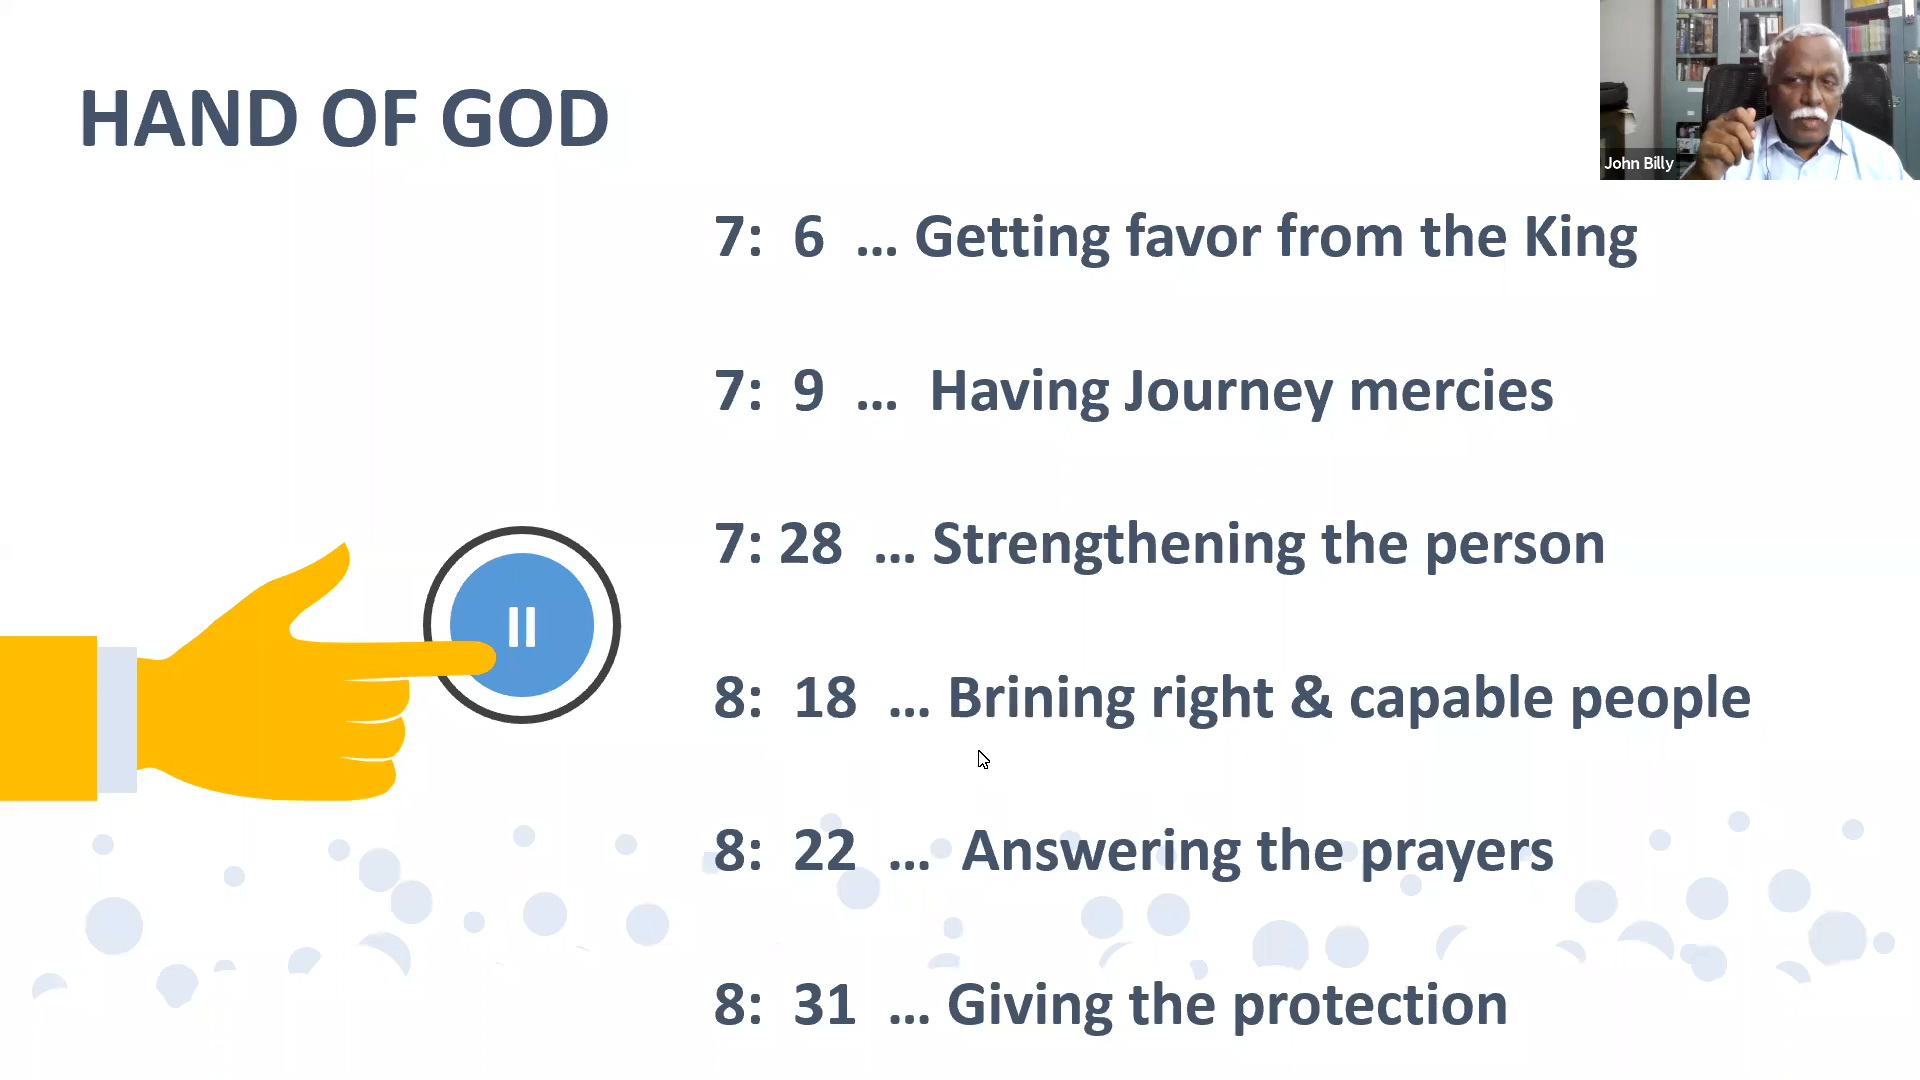 HAND OF GOD
John Billy
7: 6 ... Getting favor from the King
7: 9 ... Having Journey mercies
7: 28 ... Strengthening the person
8: 18 ... Brining right & capable people
8: 22 ... Answering the prayers
8: 31 ... Giving the protection